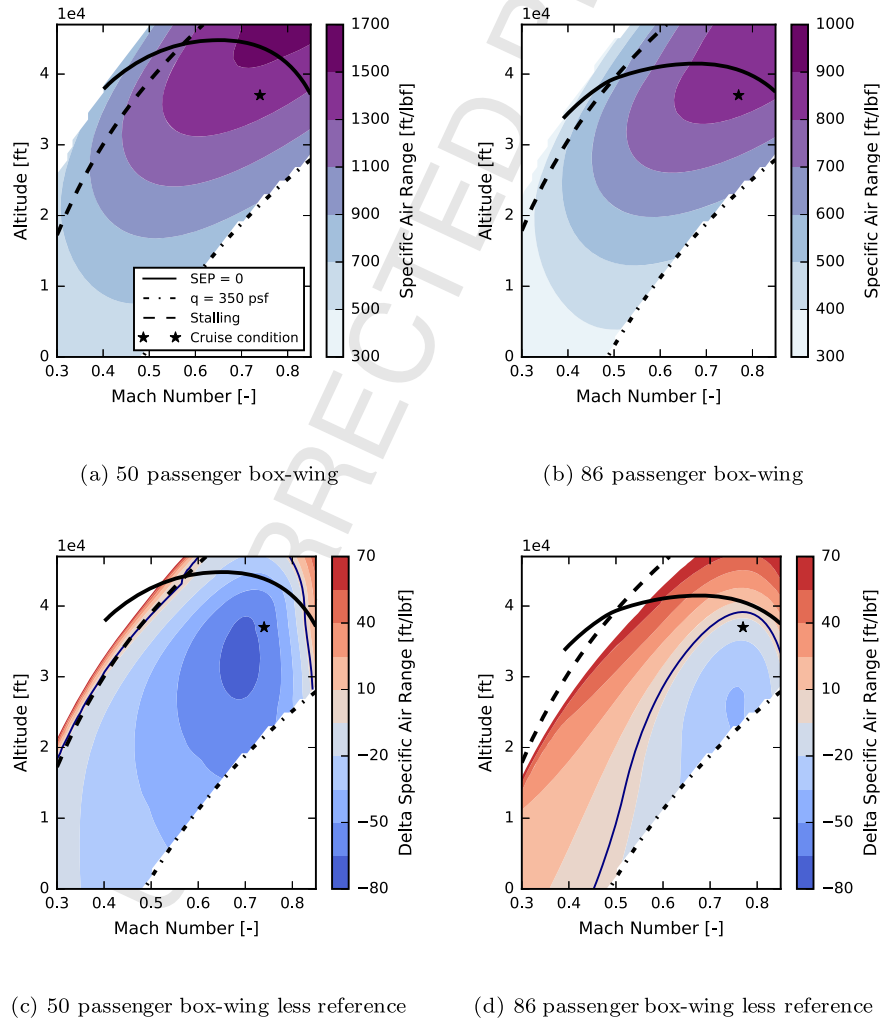 1e4
4
3
2
1
0
Altitude [ft]
0.3 0.4 0.5 0.6 0.7 0.8
Mach Number [-]
SEP = 0
q = 350 psf
Stalling
Cruise condition
1700
1500
1300
1100
900
700
500
300
Specific Air Range [ft/lbf]
(a) 50 passenger box-wing
1e4
4
3
2
1
0
Altitude [ft]
0.3 0.4 0.5 0.6 0.7 0.8
Mach Number [-]
1000
900
800
700
600
500
400
300
Specific Air Range [ft/lbf]
(b) 86 passenger box-wing
1e4
4
3
2
1
0
Altitude [ft]
0.3 0.4 0.5 0.6 0.7 0.8
Mach Number [-]
70
40
10
−20
−50
−80
Delta Specific Air Range [ft/lbf]
(c) 50 passenger box-wing less reference
1e4
4
3
2
1
0
Altitude [ft]
0.3 0.4 0.5 0.6 0.7 0.8
Mach Number [-]
70
40
10
−20
−50
−80
Delta Specific Air Range [ft/lbf]
(d) 86 passenger box-wing less reference